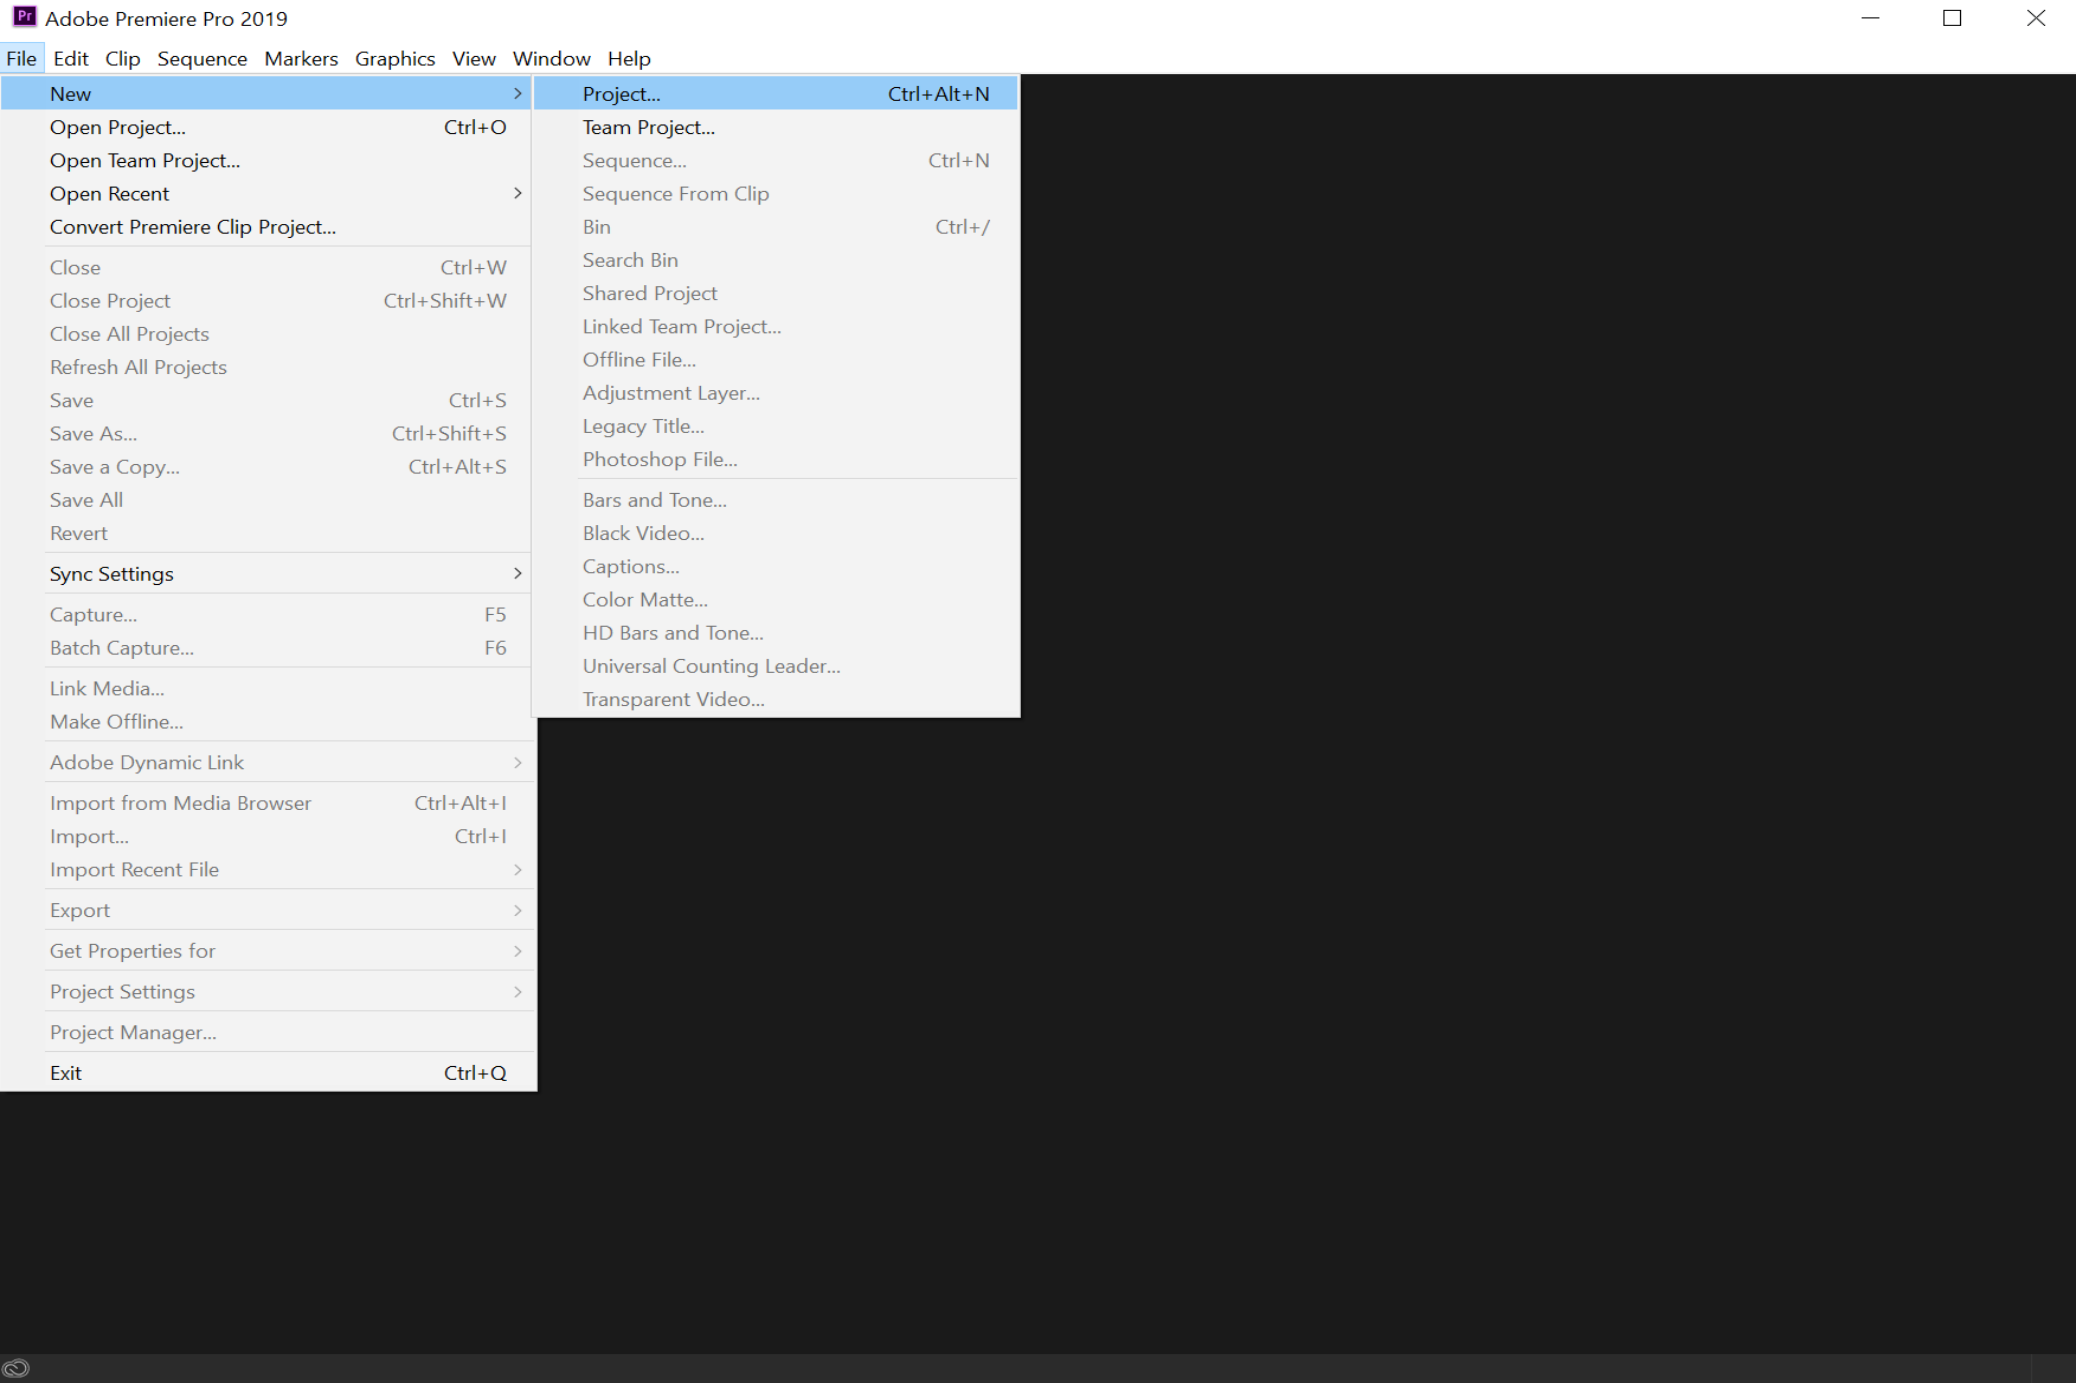 Pr Adobe Premiere Pro 2019
File Edit Clip Sequence Markers Graphics View Window Help
New
Open Project... Ctrl+O
Open Team Project...
Open Recent
Convert Premiere Clip Project...
Close Ctrl+W
Close Project Ctrl+Shift+W
Close All Projects
Refresh All Projects
Save Ctrl+S
Save As... Ctrl+Shift+S
Save a Copy... Ctrl+Alt+S
Save All
Revert
Sync Settings
Capture... F5
Batch Capture... F6
Link Media...
Make Offline...
Adobe Dynamic Link
Import from Media Browser Ctrl+Alt+I
Import... Ctrl+I
Import Recent File
Export
Get Properties for
Project Settings
Project Manager...
Exit Ctrl+Q
Project... Ctrl+Alt+N
Team Project...
Sequence... Ctrl+N
Sequence From Clip
Bin Ctrl+/
Search Bin
Shared Project
Linked Team Project...
Offline File...
Adjustment Layer...
Legacy Title...
Photoshop File...
Bars and Tone...
Black Video...
Captions...
Color Matte...
HD Bars and Tone...
Universal Counting Leader...
Transparent Video...